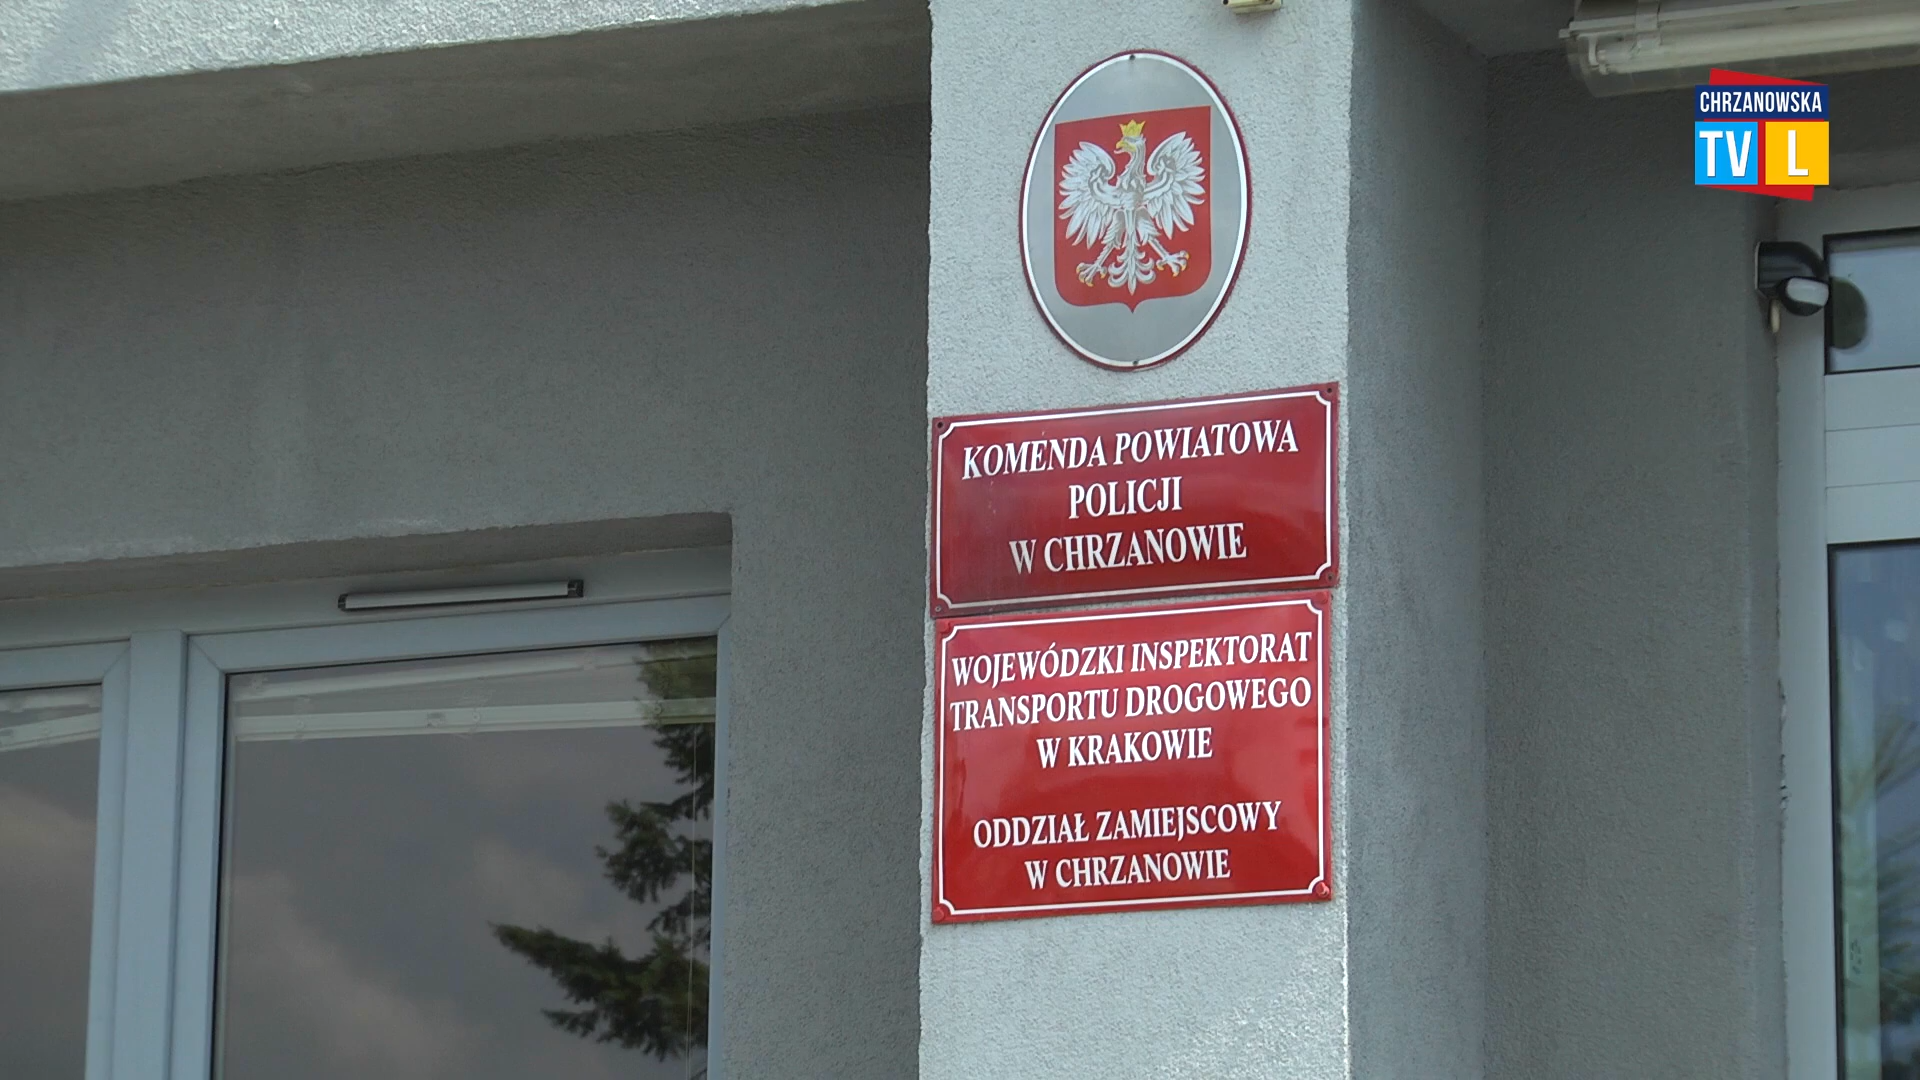 CHRZANOWSKA
TV L
KOMENDA POWIATOWA
POLICJI
W CHRZANOWIE
WOJEWÓDZKI INSPEKTORAT
TRANSPORTU DROGOWEGO
W KRAKOWIE
ODDZIAŁ ZAMIEJSCOWY
W CHRZANOWIE